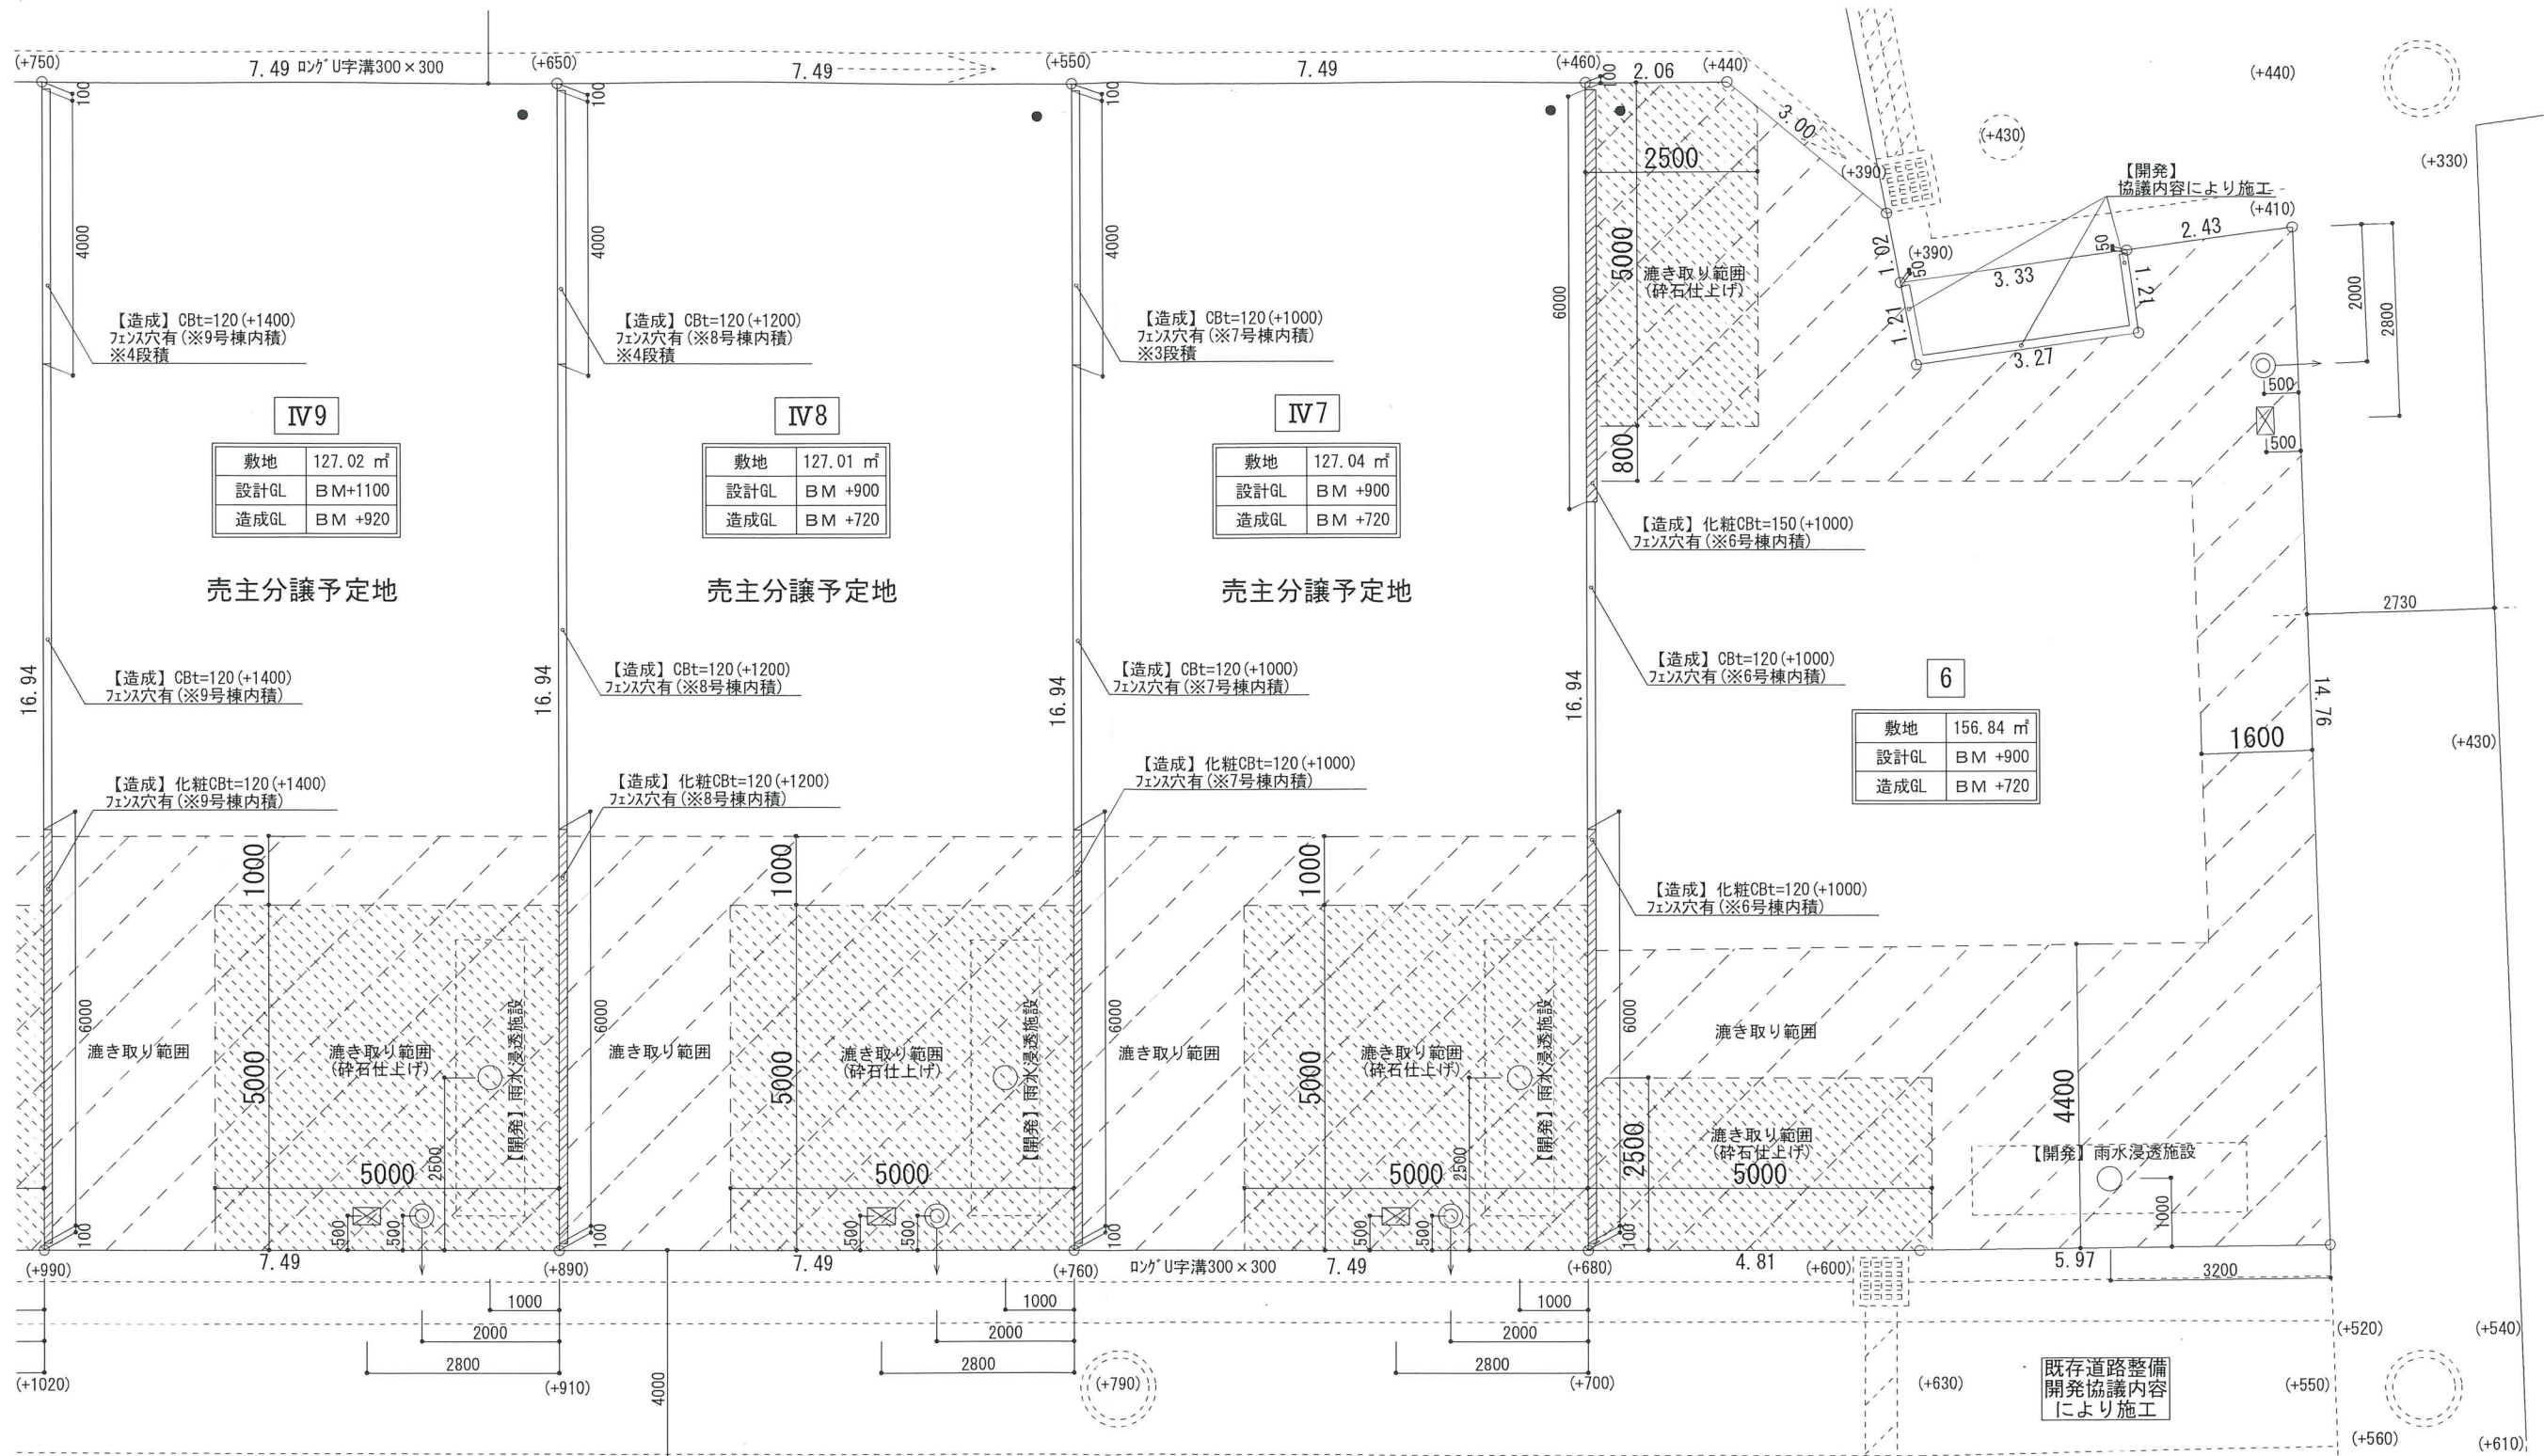 (+750)
7.49 ﾛﾝｸﾞU字溝300×300
(+650)
7.49
(+550)
7.49
(+460)
100
2.06
(+440)
(+440)
100
100
100
3.00
(+430)
2500
(+390)
(+330)
【開発】
協議内容により施工
(+410)
2.43
4000
4000
4000
6000
5000
漉き取り範囲
(砕石仕上げ)
1.02
(+390)
50
50
3.33
1.21
1.21
3.27
2000
2800
500
500
800
【造成】CBt=120(+1400)
ﾌｪﾝｽ穴有(※9号棟内積)
※4段積
【造成】CBt=120(+1200)
ﾌｪﾝｽ穴有(※8号棟内積)
※4段積
【造成】CBt=120(+1000)
ﾌｪﾝｽ穴有(※7号棟内積)
※3段積
Ⅳ9
敷地 127.02 ㎡
設計GL BM+1100
造成GL BM +920
売主分譲予定地
Ⅳ8
敷地 127.01 ㎡
設計GL BM +900
造成GL BM +720
売主分譲予定地
Ⅳ7
敷地 127.04 ㎡
設計GL BM +900
造成GL BM +720
売主分譲予定地
【造成】化粧CBt=150(+1000)
ﾌｪﾝｽ穴有(※6号棟内積)
2730
16.94
【造成】CBt=120(+1400)
ﾌｪﾝｽ穴有(※9号棟内積)
16.94
【造成】CBt=120(+1200)
ﾌｪﾝｽ穴有(※8号棟内積)
16.94
【造成】CBt=120(+1000)
ﾌｪﾝｽ穴有(※7号棟内積)
16.94
【造成】CBt=120(+1000)
ﾌｪﾝｽ穴有(※6号棟内積)
6
敷地 156.84 ㎡
設計GL BM +900
造成GL BM +720
14.76
1600
(+430)
【造成】化粧CBt=120(+1400)
ﾌｪﾝｽ穴有(※9号棟内積)
【造成】化粧CBt=120(+1200)
ﾌｪﾝｽ穴有(※8号棟内積)
【造成】化粧CBt=120(+1000)
ﾌｪﾝｽ穴有(※7号棟内積)
【造成】化粧CBt=120(+1000)
ﾌｪﾝｽ穴有(※6号棟内積)
1000
1000
1000
6000
漉き取り範囲
5000
漉き取り範囲
(砕石仕上げ)
【開発】雨水浸透施設
6000
漉き取り範囲
5000
漉き取り範囲
(砕石仕上げ)
【開発】雨水浸透施設
6000
漉き取り範囲
5000
漉き取り範囲
(砕石仕上げ)
【開発】雨水浸透施設
6000
漉き取り範囲
4400
2500
5000
2500
漉き取り範囲
(砕石仕上げ)
5000
5000
5000
2500
【開発】雨水浸透施設
1000
100
500
500
100
500
500
100
500
500
100
(+990)
7.49
(+890)
7.49
(+760)
ﾛﾝｸﾞU字溝300×300
7.49
(+680)
4.81
(+600)
5.97
3200
1000
1000
1000
2000
2000
2000
2800
2800
2800
(+1020)
(+910)
4000
(+790)
(+700)
(+630)
既存道路整備
開発協議内容
により施工
(+520)
(+540)
(+550)
(+560)
(+610)